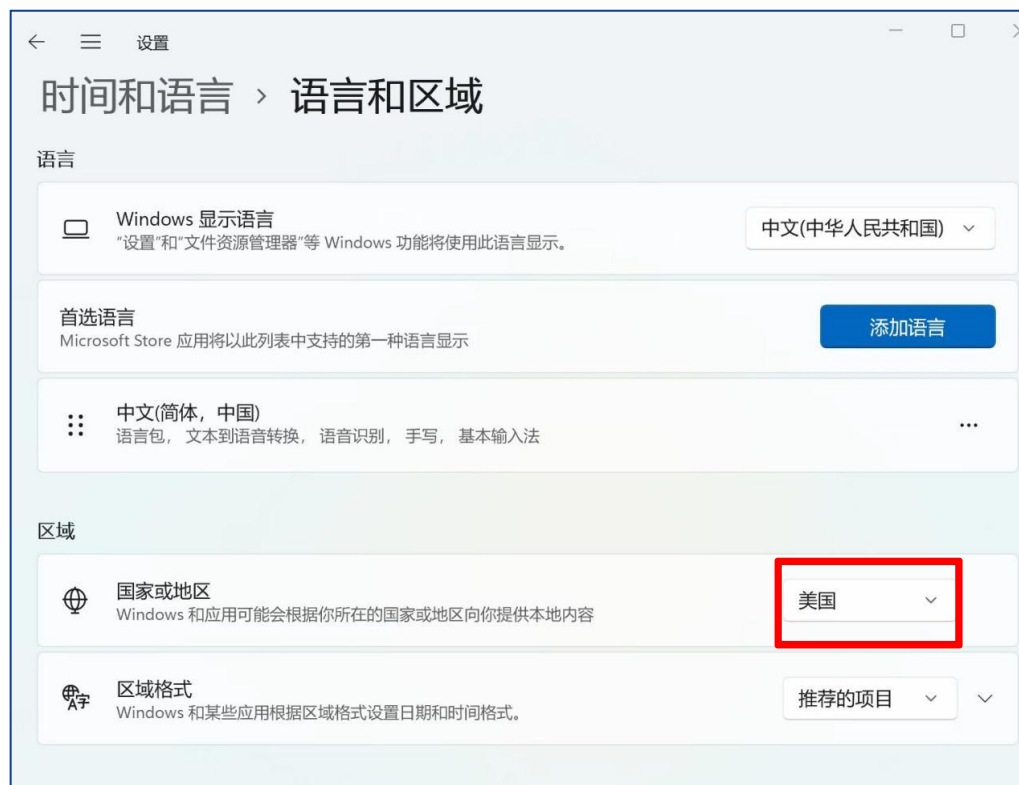 设置
时间和语言 › 语言和区域
语言
Windows 显示语言
“设置”和“文件资源管理器”等 Windows 功能将使用此语言显示。
中文(中华人民共和国)
首选语言
Microsoft Store 应用将以此列表中支持的第一种语言显示
添加语言
中文(简体，中国)
语言包， 文本到语音转换， 语音识别， 手写， 基本输入法
区域
国家或地区
Windows 和应用可能会根据你所在的国家或地区向你提供本地内容
美国
区域格式
Windows 和某些应用根据区域格式设置日期和时间格式。
推荐的项目